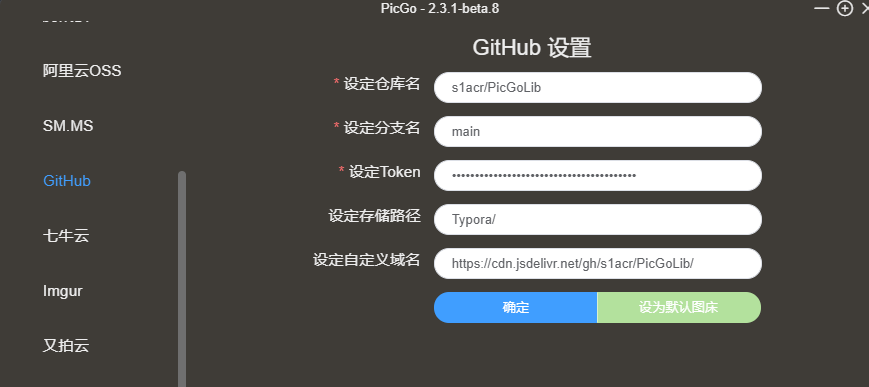 PicGo - 2.3.1-beta.8
阿里云OSS
SM.MS
GitHub
七牛云
Imgur
又拍云
GitHub 设置
* 设定仓库名
s1acr/PicGoLib
* 设定分支名
main
* 设定Token
设定存储路径
Typora/
设定自定义域名
https://cdn.jsdelivr.net/gh/s1acr/PicGoLib/
确定
设为默认图床